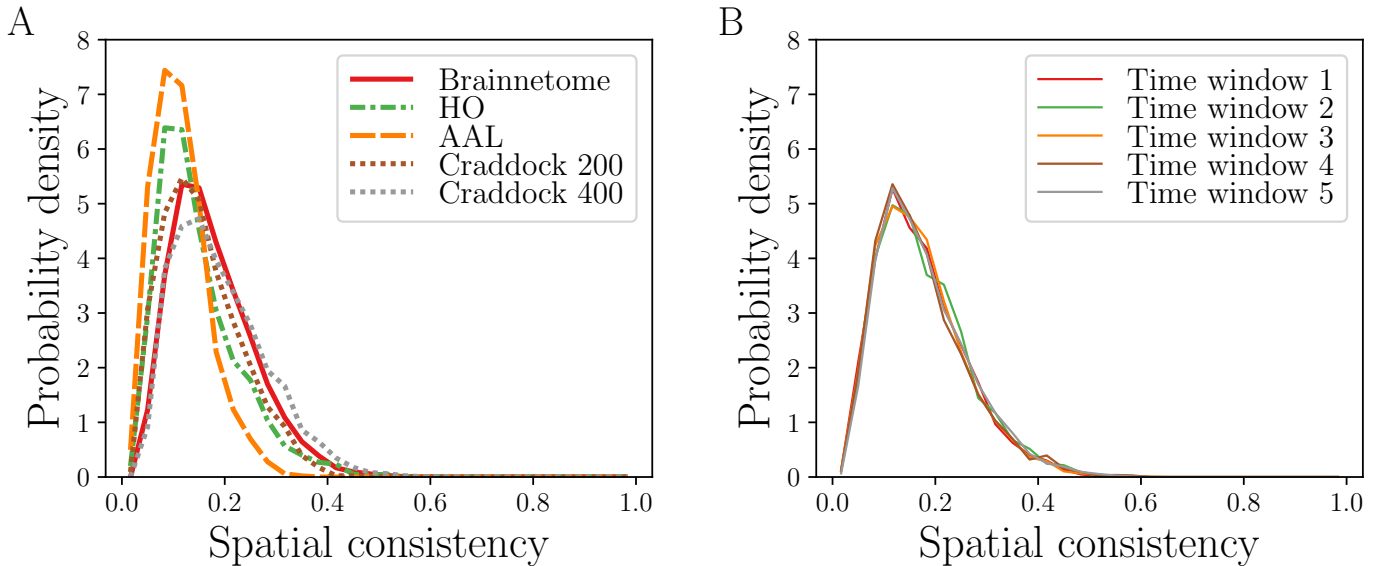 A
Probability density
8
7
6
5
4
3
2
1
0
0.0 0.2 0.4 0.6 0.8 1.0
Spatial consistency
Brainnetome
HO
AAL
Craddock 200
Craddock 400
B
Probability density
8
7
6
5
4
3
2
1
0
0.0 0.2 0.4 0.6 0.8 1.0
Spatial consistency
Time window 1
Time window 2
Time window 3
Time window 4
Time window 5